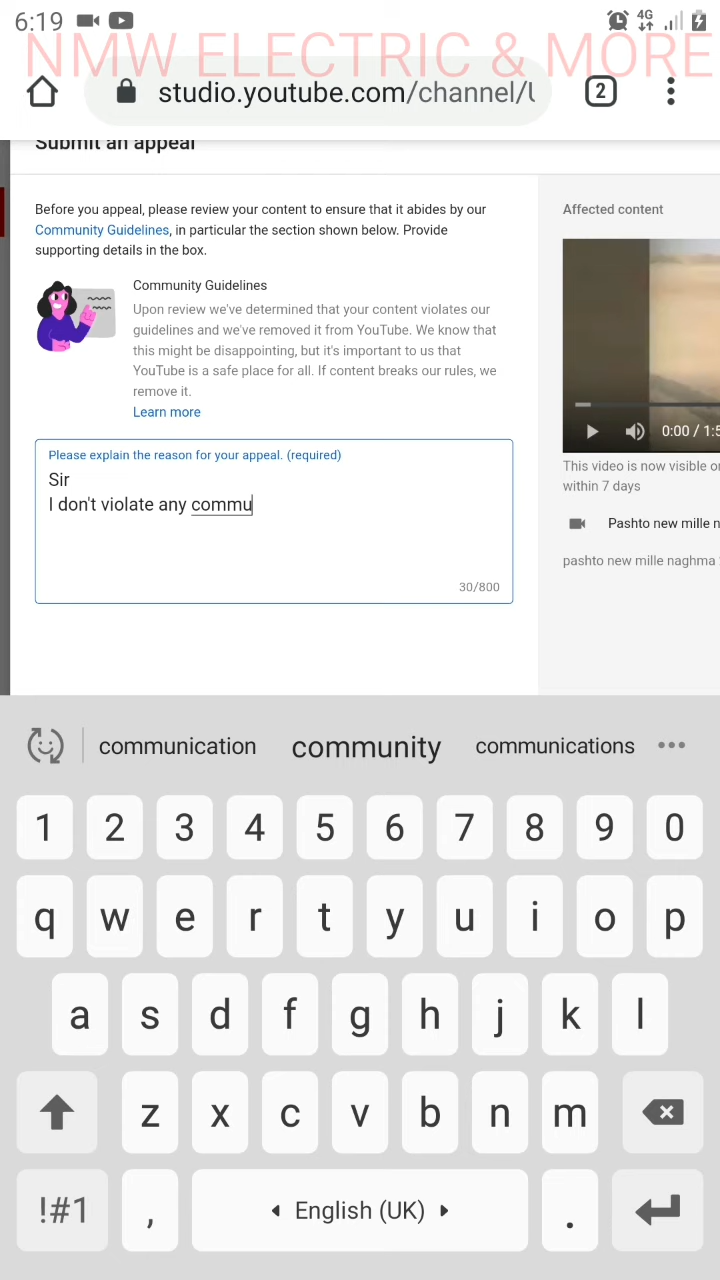 6:19
4G
NMW ELECTRIC & MORE
studio.youtube.com/channel/
2
Submit an appeal
Before you appeal, please review your content to ensure that it abides by our
Community Guidelines, in particular the section shown below. Provide
supporting details in the box.
Community Guidelines
Upon review we've determined that your content violates our
guidelines and we've removed it from YouTube. We know that
this might be disappointing, but it's important to us that
YouTube is a safe place for all. If content breaks our rules, we
remove it.
Learn more
Please explain the reason for your appeal. (required)
Sir
I don't violate any commu
30/800
Affected content
0:00 / 1:5
This video is now visible
within 7 days
Pashto new mille n
pashto new mille naghma
communication community communications
1 2 3 4 5 6 7 8 9 0
q w e r t y u i o p
a s d f g h j k l
z x c v b n m
!#1 , English (UK) .